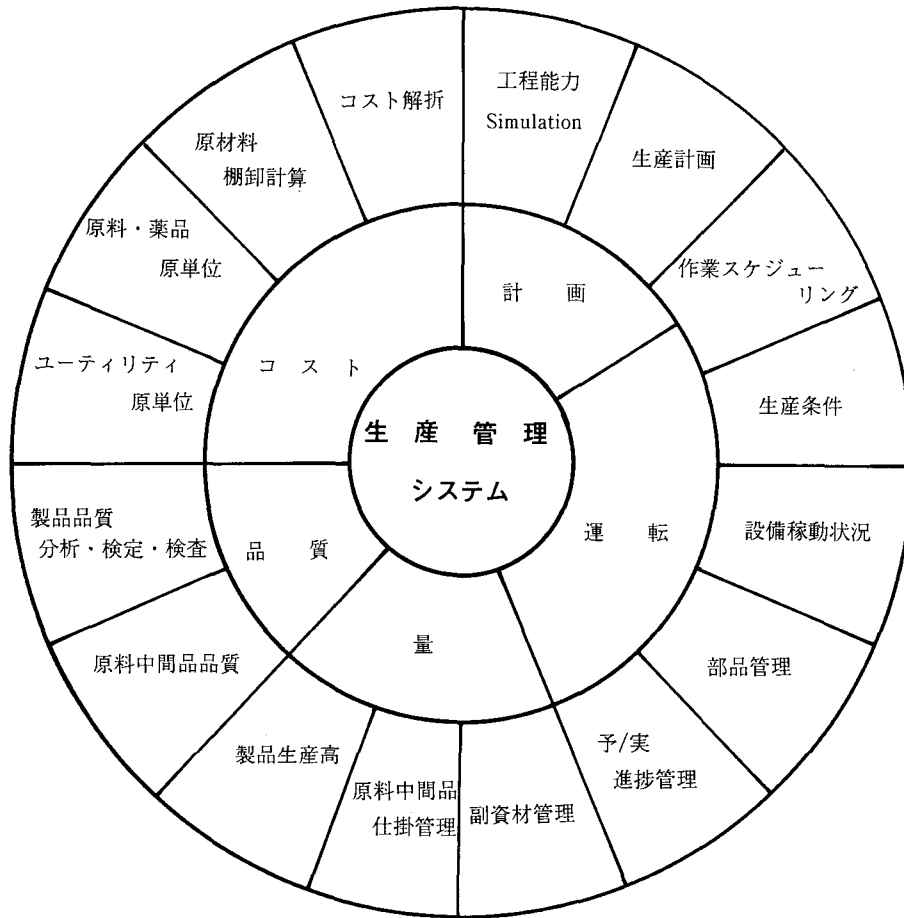 生産管理
システム
計画
運転
量
品質
コスト
工程能力
Simulation
生産計画
作業スケジュー
リング
生産条件
設備稼動状況
部品管理
予/実
進捗管理
副資材管理
原料中間品
仕掛管理
製品生産高
原料中間品品質
製品品質
分析・検定・検査
ユーティリティ
原単位
原料・薬品
原単位
原材料
棚卸計算
コスト解折